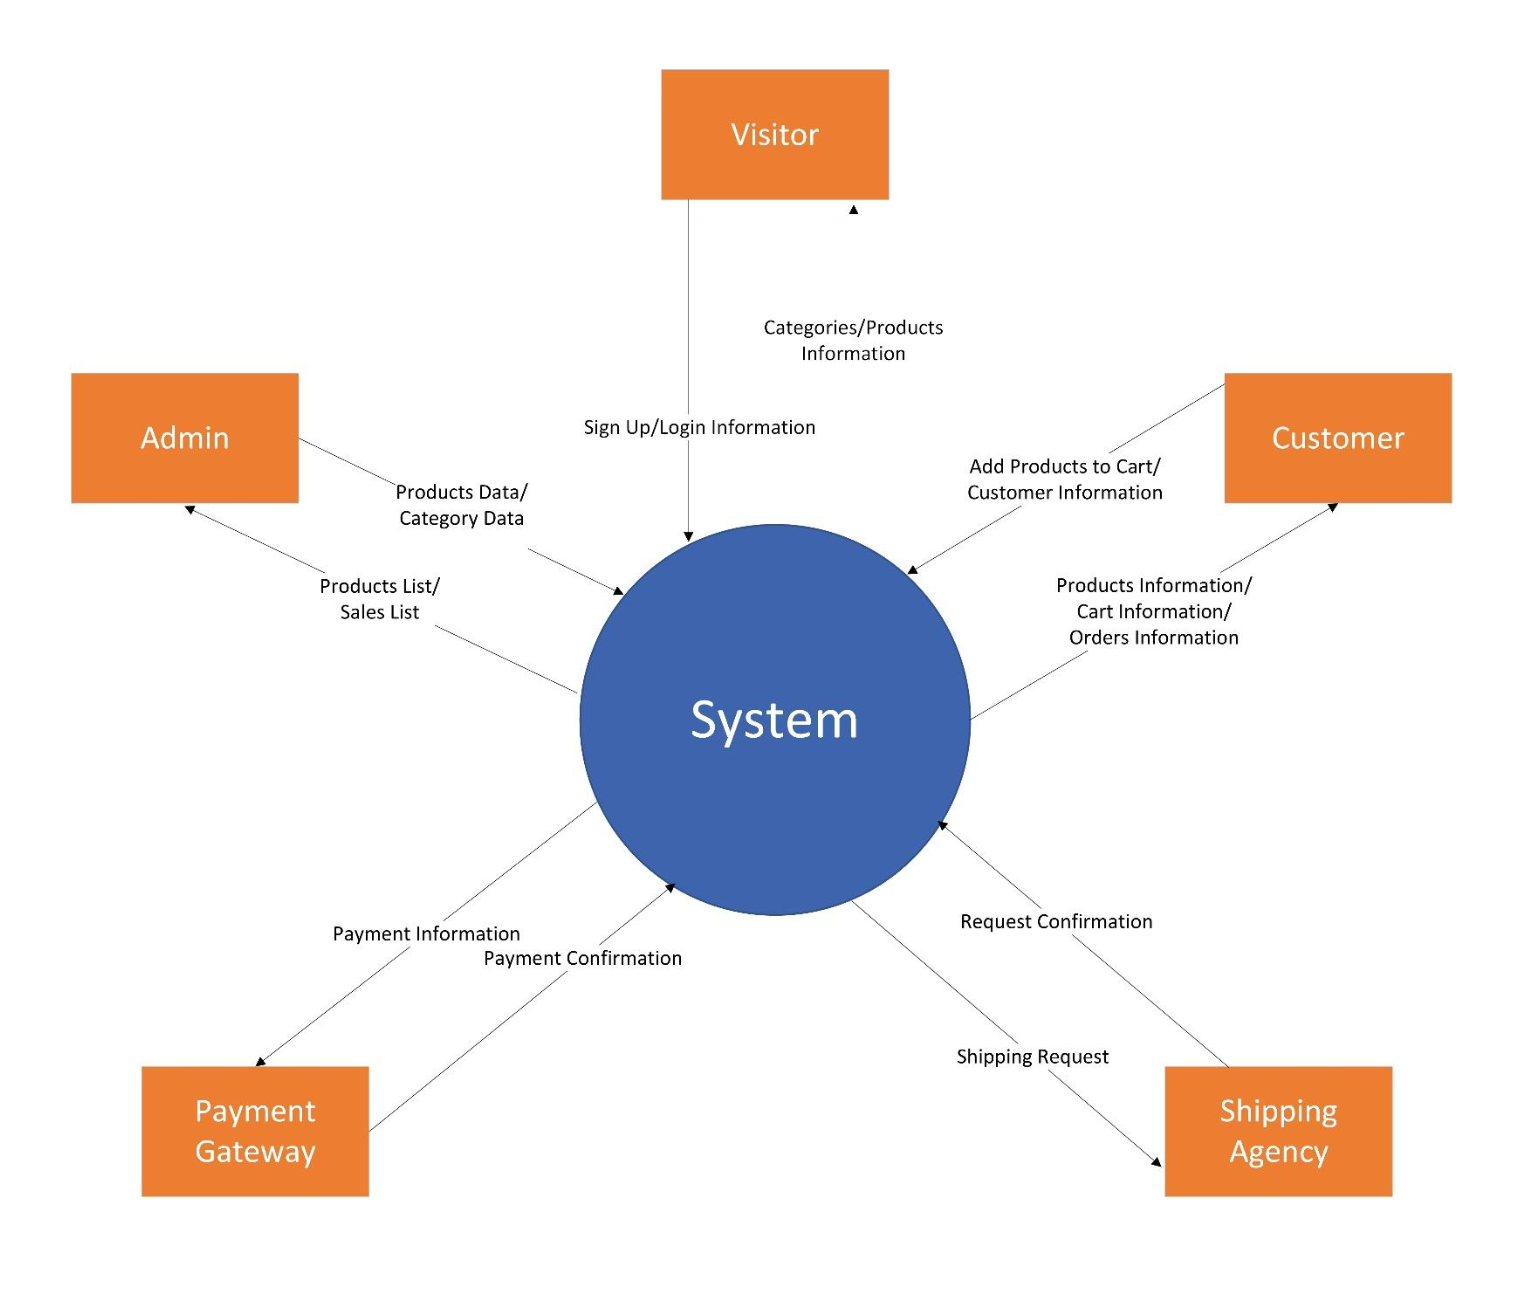 Visitor
Categories/Products
Information
Sign Up/Login Information
Admin
Customer
Products Data/
Category Data
Add Products to Cart/
Customer Information
Products List/
Sales List
Products Information/
Cart Information/
Orders Information
System
Payment Information
Payment Confirmation
Request Confirmation
Shipping Request
Payment
Gateway
Shipping
Agency